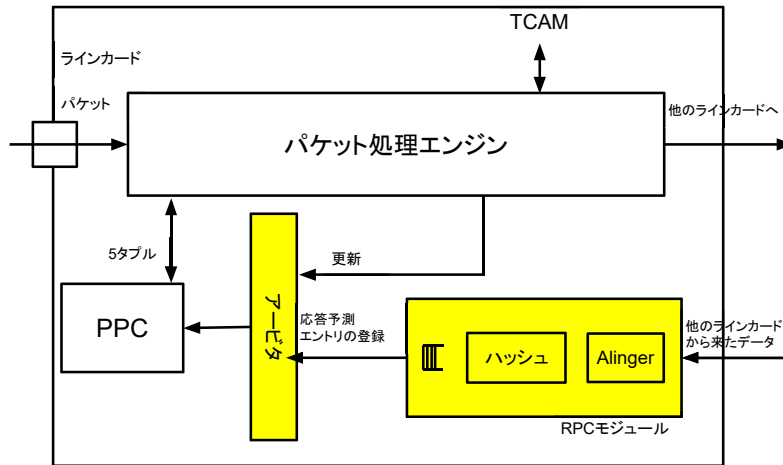 TCAM
ラインカード
パケット
他のラインカードへ
パケット処理エンジン
5タプル
更新
アービタ
PPC
応答予測
エントリの登録
ハッシュ
Alinger
他のラインカード
から来たデータ
RPCモジュール